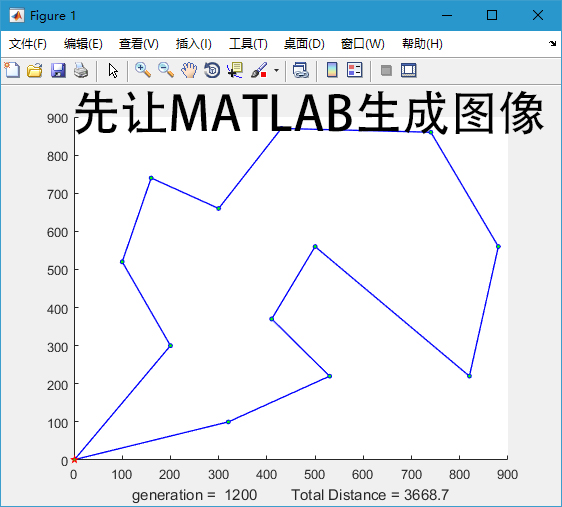 Figure 1
文件(F) 编辑(E) 查看(V) 插入(I) 工具(T) 桌面(D) 窗口(W) 帮助(H)
先让MATLAB生成图像
900
800
700
600
500
400
300
200
100
0
0 100 200 300 400 500 600 700 800 900
generation = 1200 Total Distance = 3668.7